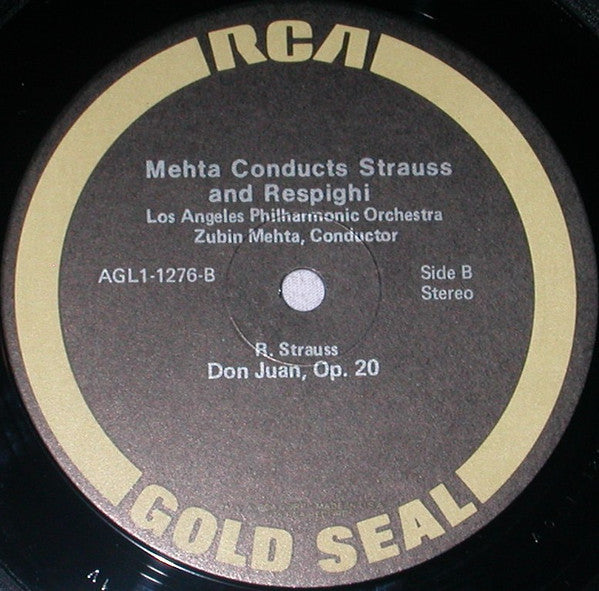 RCA
Mehta Conducts Strauss
and Respighi
Los Angeles Philharmonic Orchestra
Zubin Mehta, Conductor
AGL1-1276-B
Side B
Stereo
R. Strauss
Don Juan, Op. 20
GOLD SEAL
A1